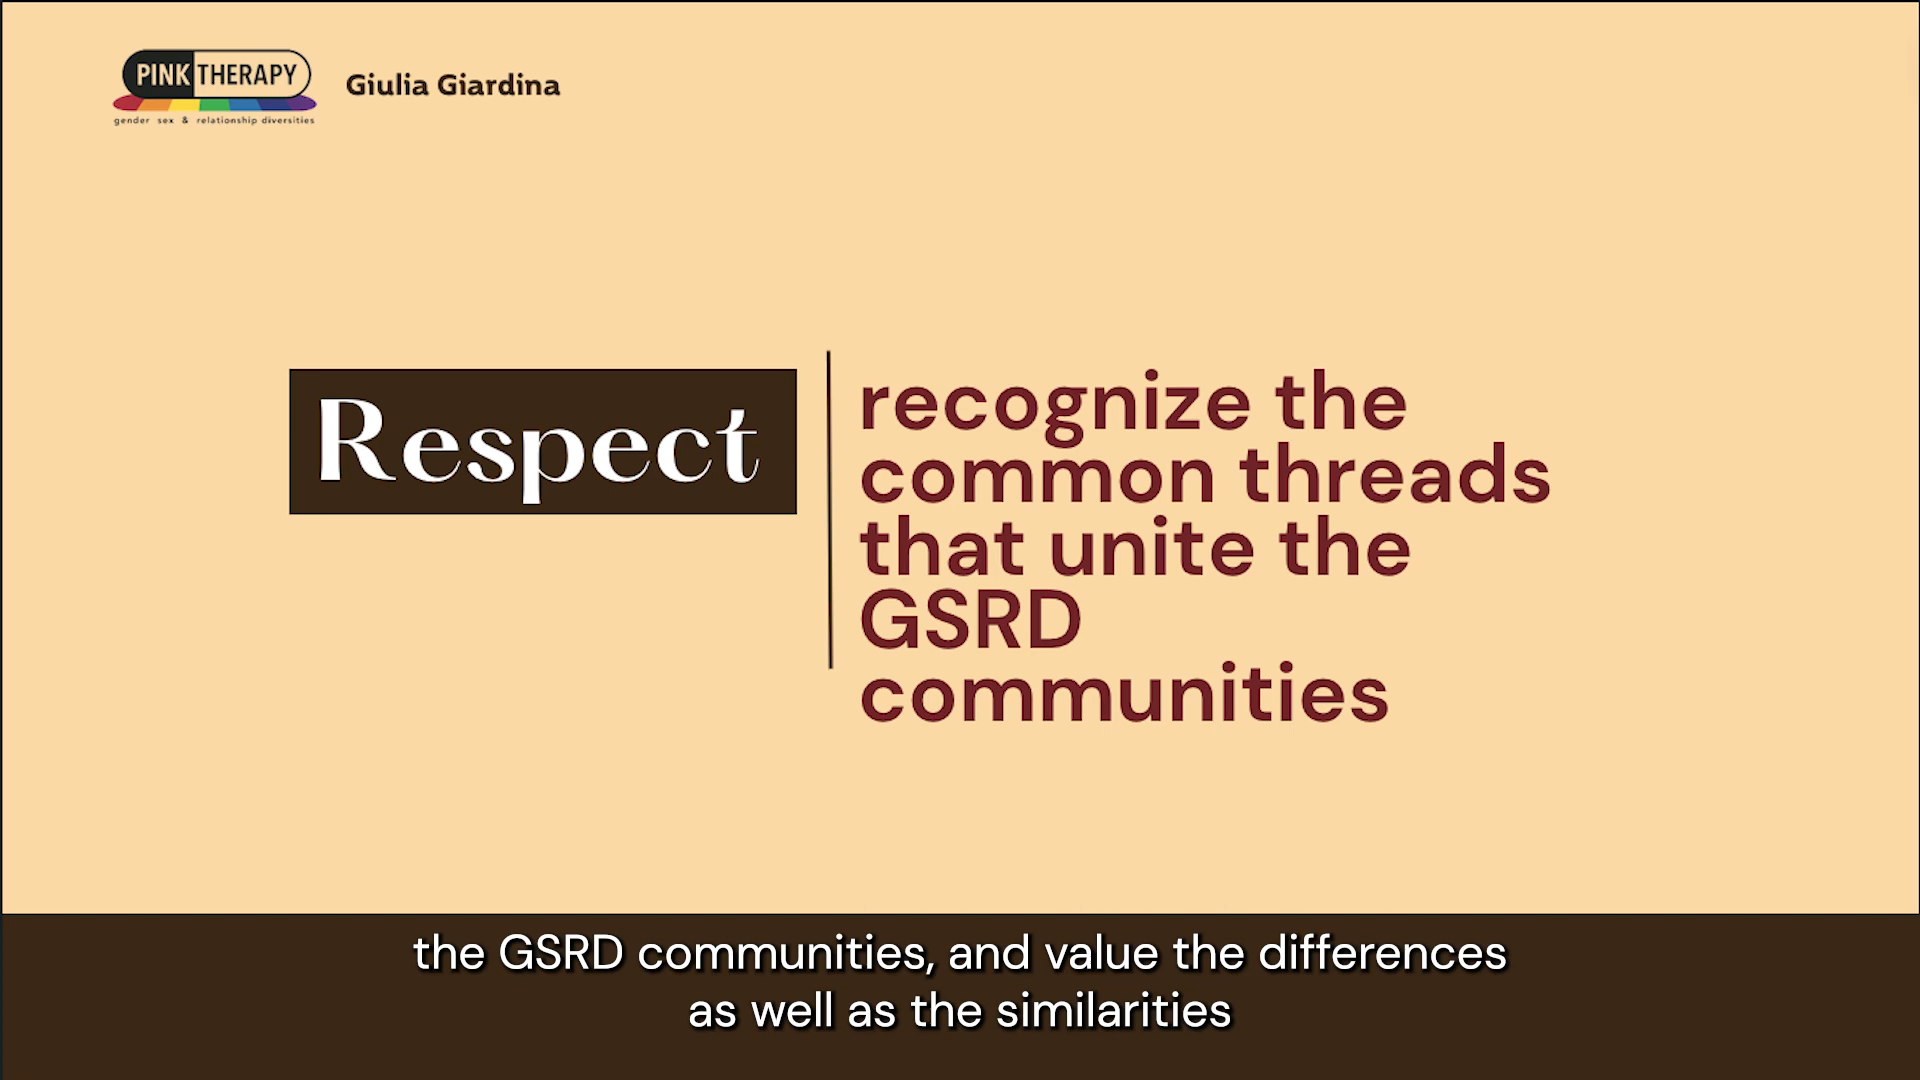 PINK THERAPY
gender sex & relationship diversities
Giulia Giardina
Respect
recognize the
common threads
that unite the
GSRD
communities
the GSRD communities, and value the differences
as well as the similarities